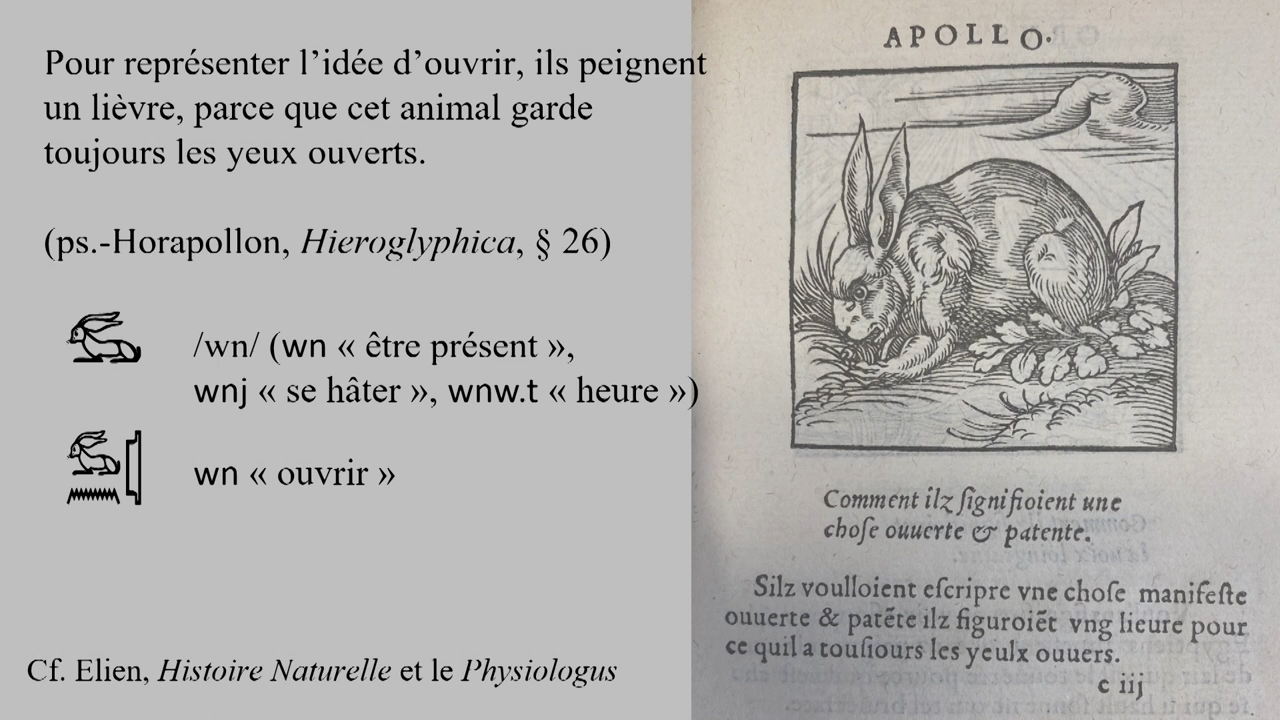 Pour représenter l’idée d’ouvrir, ils peignent
un lièvre, parce que cet animal garde
toujours les yeux ouverts.
(ps.-Horapollon, Hieroglyphica, § 26)
/wn/ (wn « être présent »,
wnj « se hâter », wnw.t « heure »)
wn « ouvrir »
Cf. Elien, Histoire Naturelle et le Physiologus
APOLLO.
Comment ilz ſignifioient une
choſe ouuerte & patente.
Silz voulloient eſcripre vne choſe manifeſte
ouuerte & patẽte ilz figuroiẽt vng lieure pour
ce quil a touſiours les yeulx ouuers.
c iij